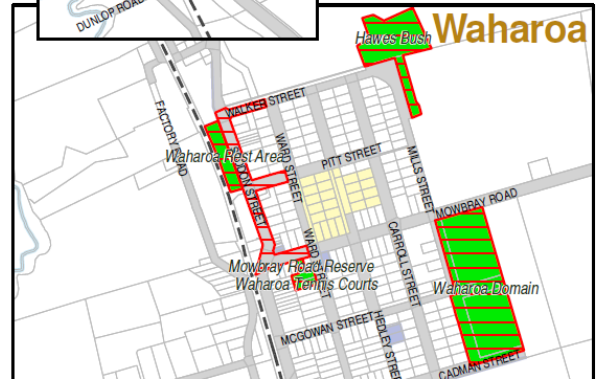 DUNLOP ROAD
Waharoa
Hawes Bush
WALKER STREET
FACTORY ROAD
WARD STREET
PITT STREET
MILLS STREET
Waharoa Rest Area
MOWBRAY ROAD
CARROLL STREET
Mowbray Road Reserve
Waharoa Tennis Courts
Waharoa Domain
MCGOWAN STREET
HEDLEY STREET
CADMAN STREET